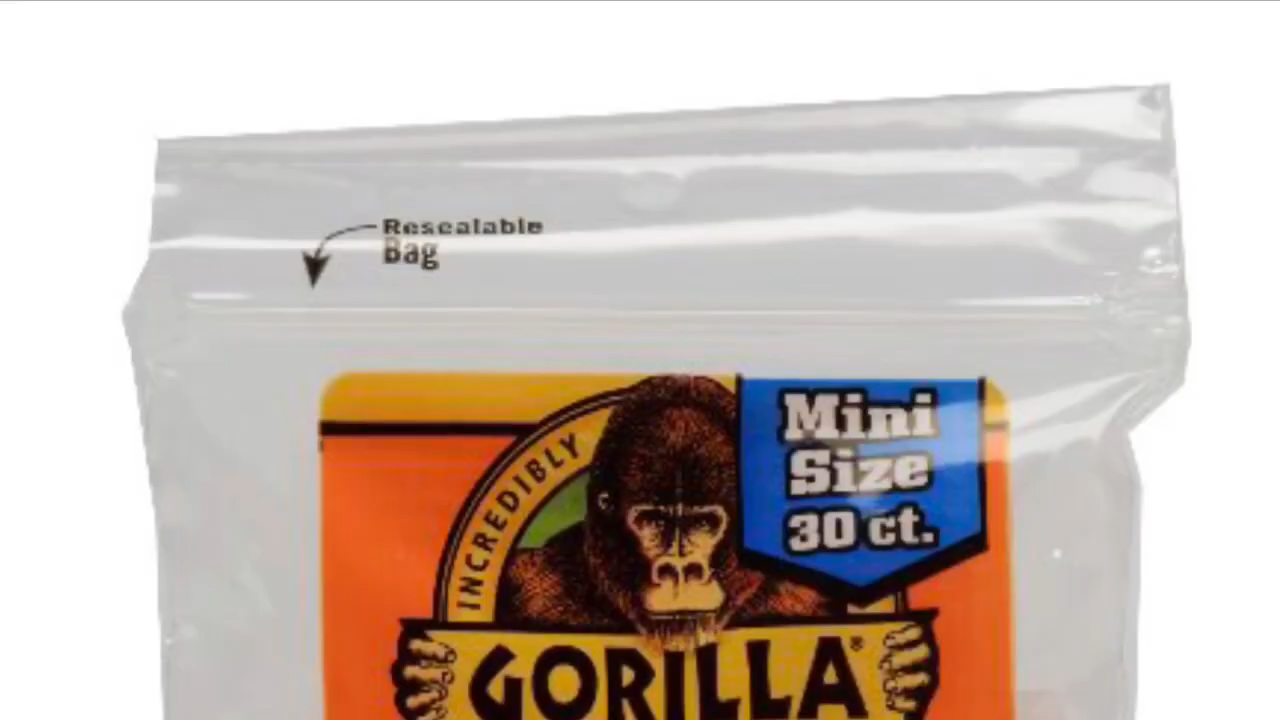 Resealable
Bag
Mini
Size
30 ct.
INCREDIBLY
GORILLA®